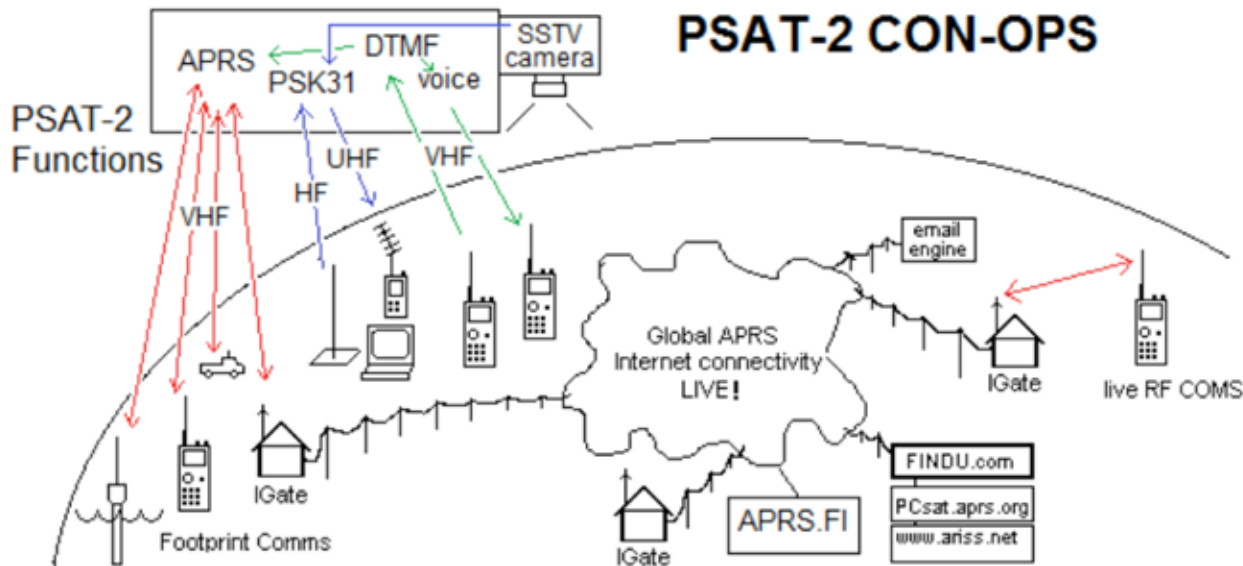 PSAT-2 CON-OPS
SSTV
camera
DTMF
APRS
PSK31
voice
PSAT-2
Functions
UHF
VHF
HF
VHF
email
engine
Global APRS
Internet connectivity
LIVE!
IGate
live RF COMS
IGate
FINDU.com
PCsat.aprs.org
www.ariss.net
APRS.FI
Footprint Comms
IGate